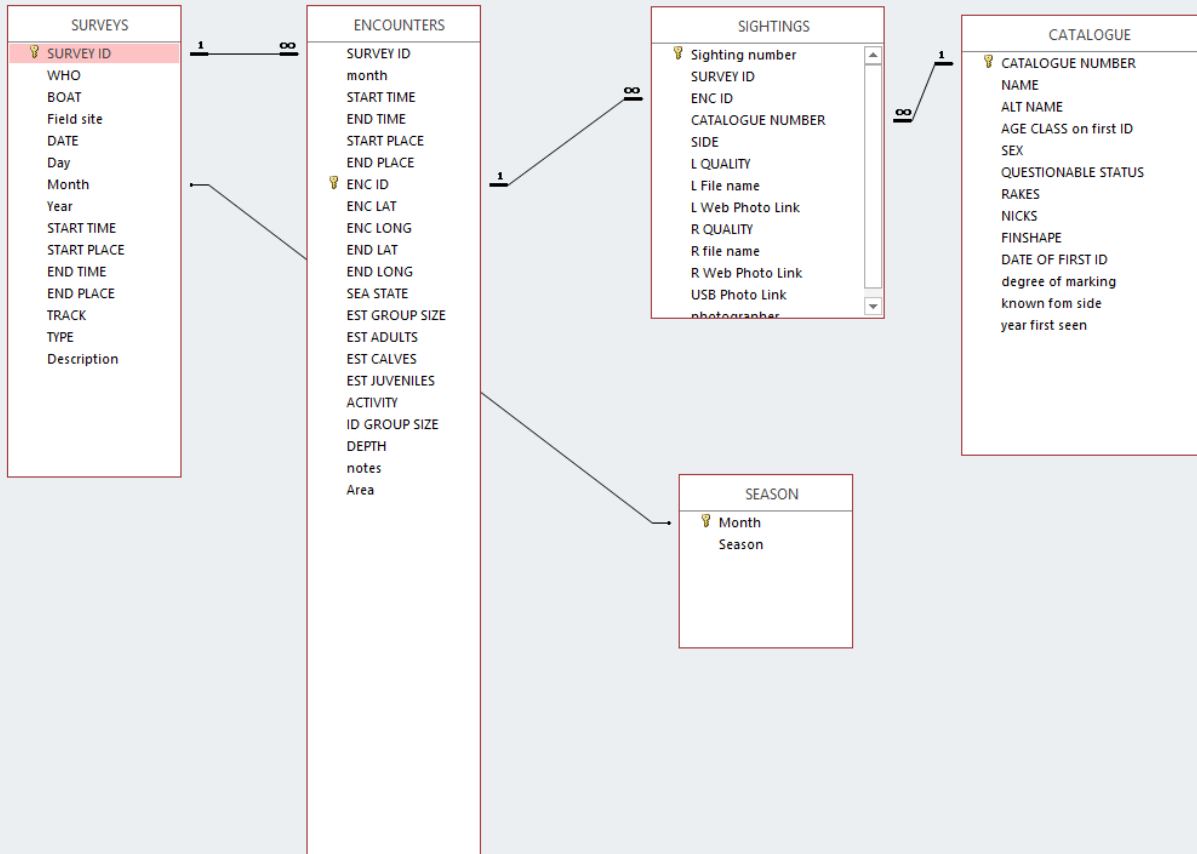 SURVEYS
SURVEY ID
WHO
BOAT
Field site
DATE
Day
Month
Year
START TIME
START PLACE
END TIME
END PLACE
TRACK
TYPE
Description
1
∞
ENCOUNTERS
SURVEY ID
month
START TIME
END TIME
START PLACE
END PLACE
ENC ID
ENC LAT
ENC LONG
END LAT
END LONG
SEA STATE
EST GROUP SIZE
EST ADULTS
EST CALVES
EST JUVENILES
ACTIVITY
ID GROUP SIZE
DEPTH
notes
Area
1
∞
SIGHTINGS
Sighting number
SURVEY ID
ENC ID
CATALOGUE NUMBER
SIDE
L QUALITY
L File name
L Web Photo Link
R QUALITY
R file name
R Web Photo Link
USB Photo Link
photographer
∞
1
CATALOGUE
CATALOGUE NUMBER
NAME
ALT NAME
AGE CLASS on first ID
SEX
QUESTIONABLE STATUS
RAKES
NICKS
FINSHAPE
DATE OF FIRST ID
degree of marking
known fom side
year first seen
SEASON
Month
Season